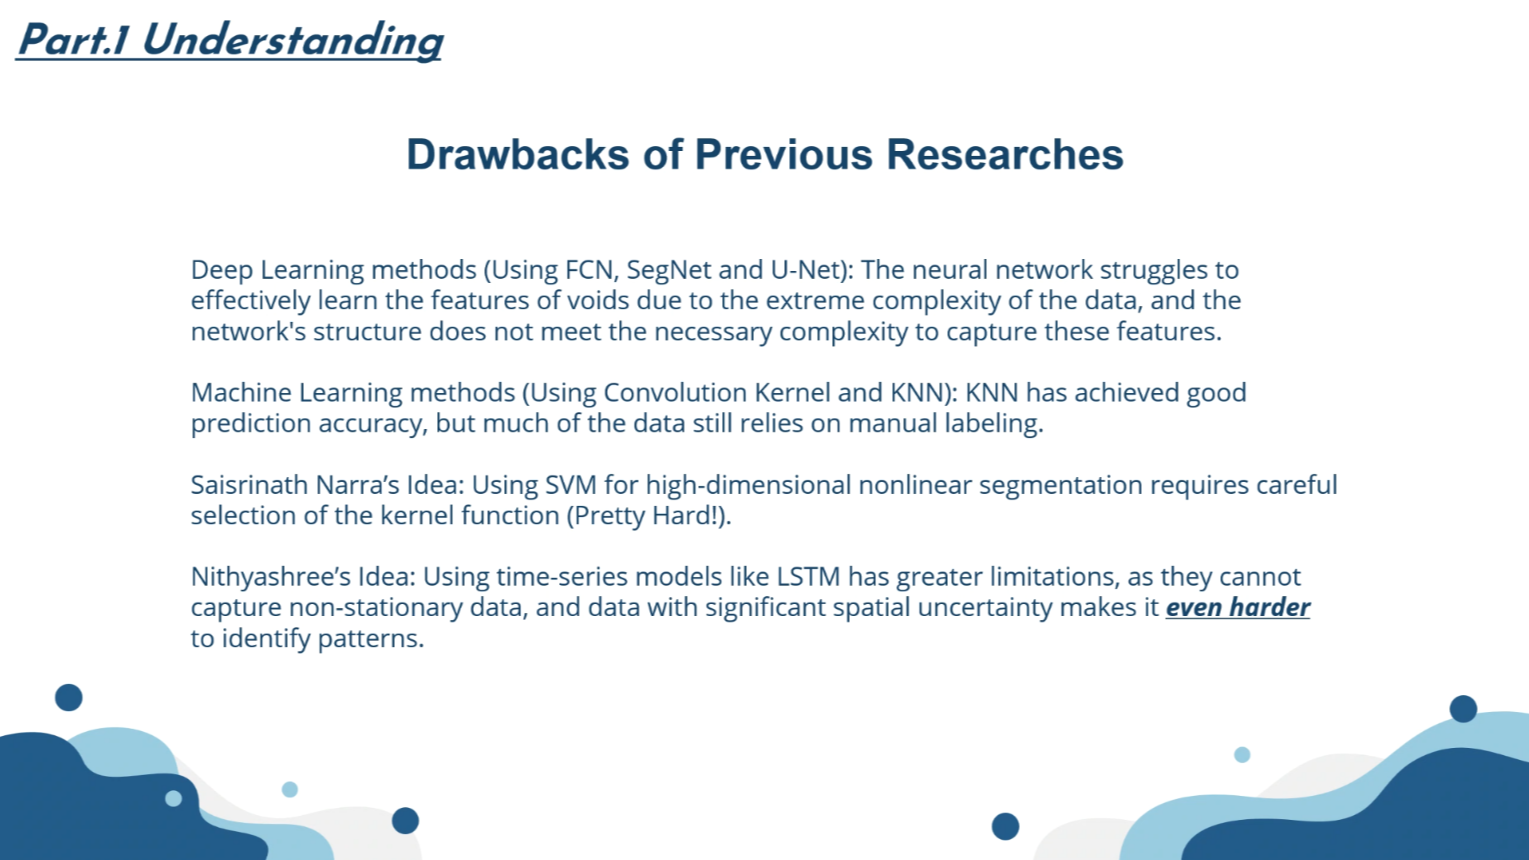 Part.1 Understanding
Drawbacks of Previous Researches
Deep Learning methods (Using FCN, SegNet and U-Net): The neural network struggles to
effectively learn the features of voids due to the extreme complexity of the data, and the
network's structure does not meet the necessary complexity to capture these features.
Machine Learning methods (Using Convolution Kernel and KNN): KNN has achieved good
prediction accuracy, but much of the data still relies on manual labeling.
Saisrinath Narra’s Idea: Using SVM for high-dimensional nonlinear segmentation requires careful
selection of the kernel function (Pretty Hard!).
Nithyashree’s Idea: Using time-series models like LSTM has greater limitations, as they cannot
capture non-stationary data, and data with significant spatial uncertainty makes it even harder
to identify patterns.